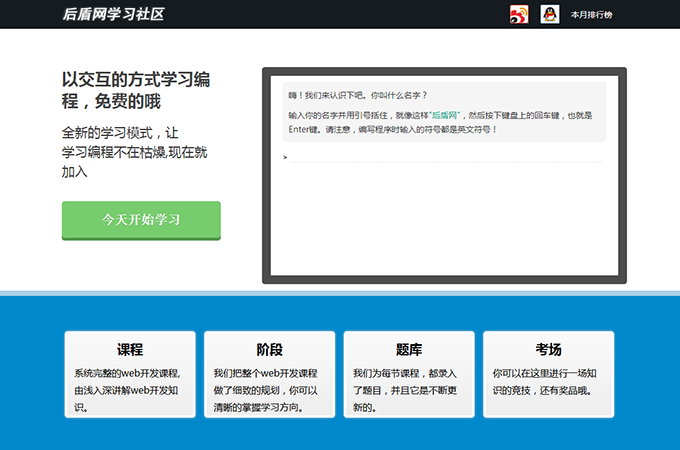 后盾网学习社区
本月排行榜
以交互的方式学习编
程，免费的哦
全新的学习模式，让
学习编程不在枯燥,现在就
加入
今天开始学习
嗨！我们来认识下吧。你叫什么名字？
输入你的名字并用引号括住，就像这样"后盾网"，然后按下键盘上的回车键，也就是
Enter键。请注意，编写程序时输入的符号都是英文符号！
>
课程
系统完整的web开发课程,
由浅入深讲解web开发知
识。
阶段
我们把整个web开发课程
做了细致的规划，你可以
清晰的掌握学习方向。
题库
我们为每节课程，都录入
了题目，并且它是不断更
新的。
考场
你可以在这里进行一场知
识的竞技，还有奖品哦。